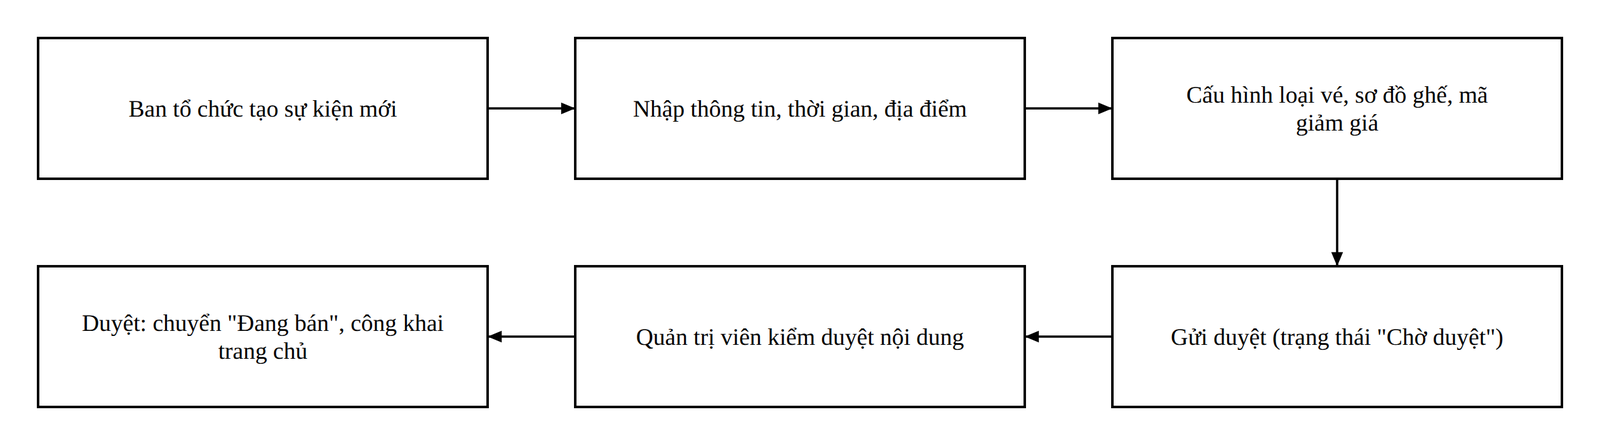 Ban tổ chức tạo sự kiện mới
Nhập thông tin, thời gian, địa điểm
Cấu hình loại vé, sơ đồ ghế, mã
giảm giá
Gửi duyệt (trạng thái "Chờ duyệt")
Quản trị viên kiểm duyệt nội dung
Duyệt: chuyển "Đang bán", công khai
trang chủ